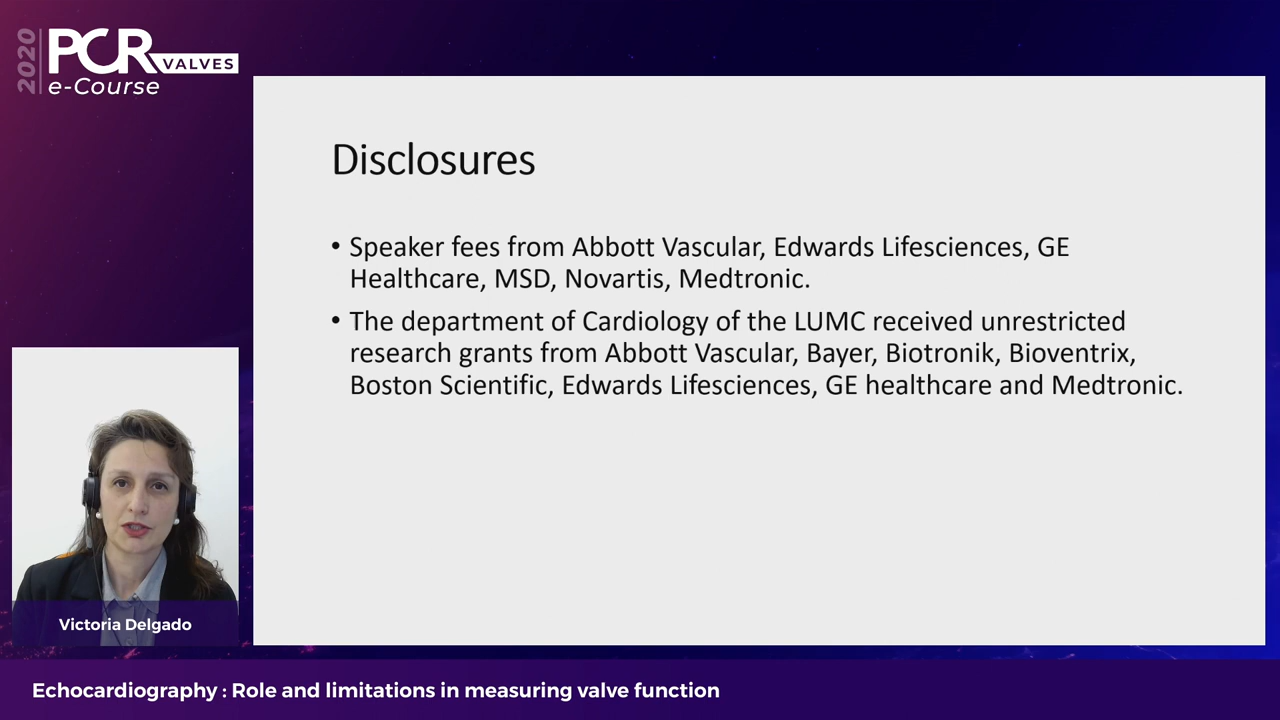 2020
PCR
VALVES
e-Course
Disclosures
• Speaker fees from Abbott Vascular, Edwards Lifesciences, GE
Healthcare, MSD, Novartis, Medtronic.
• The department of Cardiology of the LUMC received unrestricted
research grants from Abbott Vascular, Bayer, Biotronik, Bioventrix,
Boston Scientific, Edwards Lifesciences, GE healthcare and Medtronic.
Victoria Delgado
Echocardiography : Role and limitations in measuring valve function